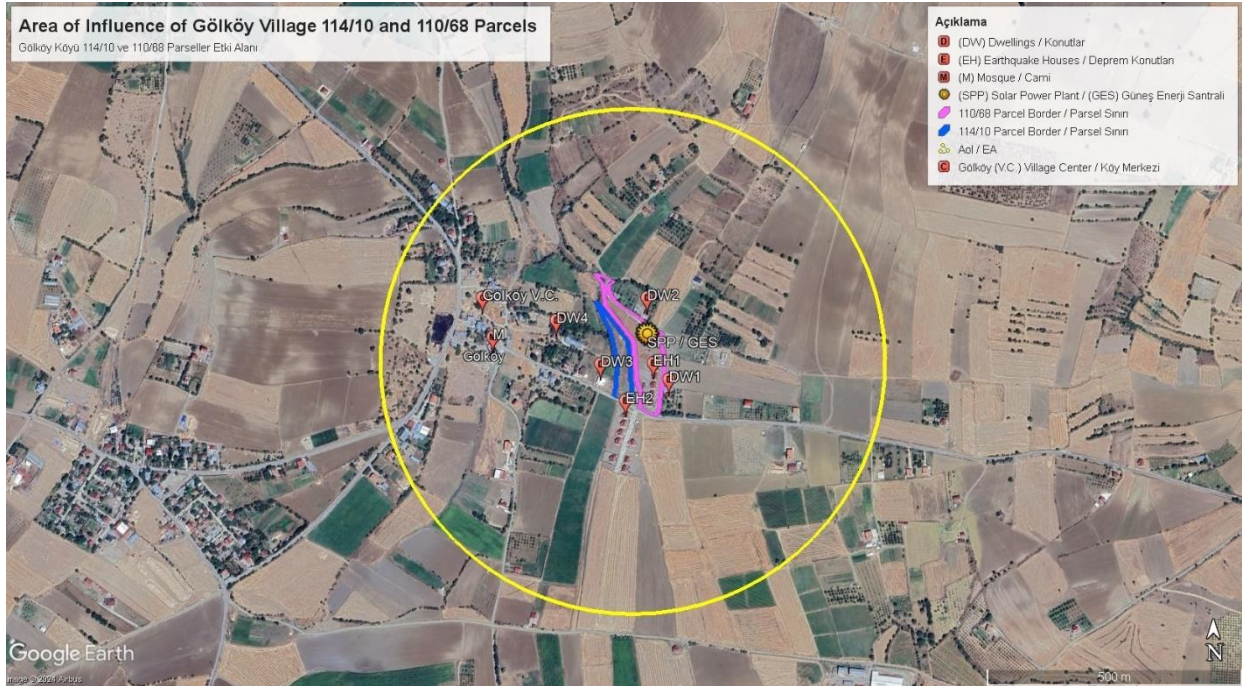 Area of Influence of Gölköy Village 114/10 and 110/68 Parcels
Gölköy Köyü 114/10 ve 110/68 Parseller Etki Alanı
Açıklama
D (DW) Dwellings / Konutlar
E (EH) Earthquake Houses / Deprem Konutları
M (M) Mosque / Cami
(SPP) Solar Power Plant / (GES) Güneş Enerji Santrali
110/68 Parcel Border / Parsel Sınırı
114/10 Parcel Border / Parsel Sınırı
AoI / EA
C Gölköy (V.C.) Village Center / Köy Merkezi
Gölköy V.C.
DW2
DW4
M
SPP / GES
Gölköy
DW3
EH1
DW1
EH2
Google Earth
Image © 2024 Airbus
N
500 m